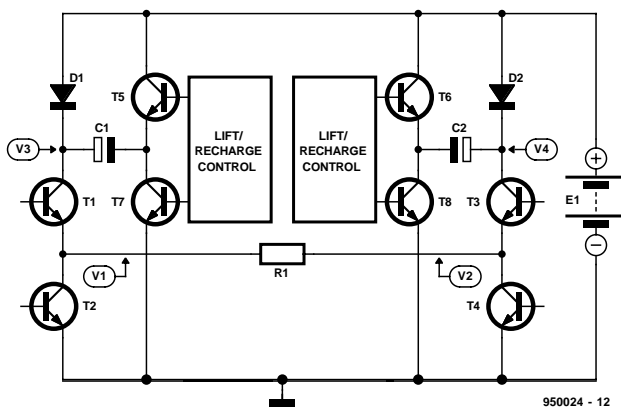 D1
D2
T5
T6
LIFT/
RECHARGE
CONTROL
LIFT/
RECHARGE
CONTROL
C1
C2
V3
V4
+
T1
T7
T8
T3
E1
−
V1
R1
V2
T2
T4
950024 - 12